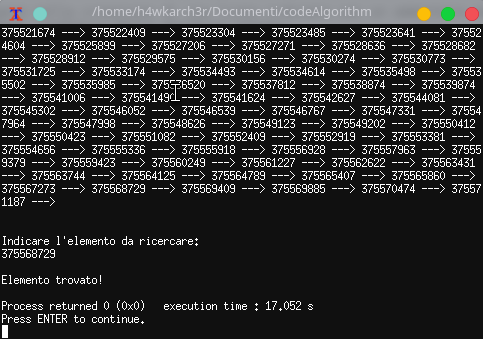 /home/h4wkarch3r/Documenti/codeAlgorithm
375521674 ---> 375522409 ---> 375523304 ---> 375523485 ---> 375523641 ---> 37552
4604 ---> 375525899 ---> 375527206 ---> 375527271 ---> 375528636 ---> 375528682
---> 375528912 ---> 375529575 ---> 375530156 ---> 375530274 ---> 375530773 --->
375531725 ---> 375533174 ---> 375534493 ---> 375534614 ---> 375535498 ---> 37553
5502 ---> 375535985 ---> 375536520 ---> 375537812 ---> 375538874 ---> 375539874
---> 375541006 ---> 375541490 ---> 375541624 ---> 375542627 ---> 375544081 --->
375545302 ---> 375546052 ---> 375546539 ---> 375546767 ---> 375547331 ---> 37554
7964 ---> 375547998 ---> 375548626 ---> 375549123 ---> 375549202 ---> 375550412
---> 375550423 ---> 375551082 ---> 375552409 ---> 375552919 ---> 375553381 --->
375554656 ---> 375555336 ---> 375555918 ---> 375556928 ---> 375557963 ---> 37555
9379 ---> 375559423 ---> 375560249 ---> 375561227 ---> 375562622 ---> 375563431
---> 375563744 ---> 375564125 ---> 375564789 ---> 375565407 ---> 375565860 --->
375567273 ---> 375568729 ---> 375569409 ---> 375569885 ---> 375570474 ---> 37557
1187 --->
Indicare l'elemento da ricercare:
375568729
Elemento trovato!
Process returned 0 (0x0)   execution time : 17.052 s
Press ENTER to continue.